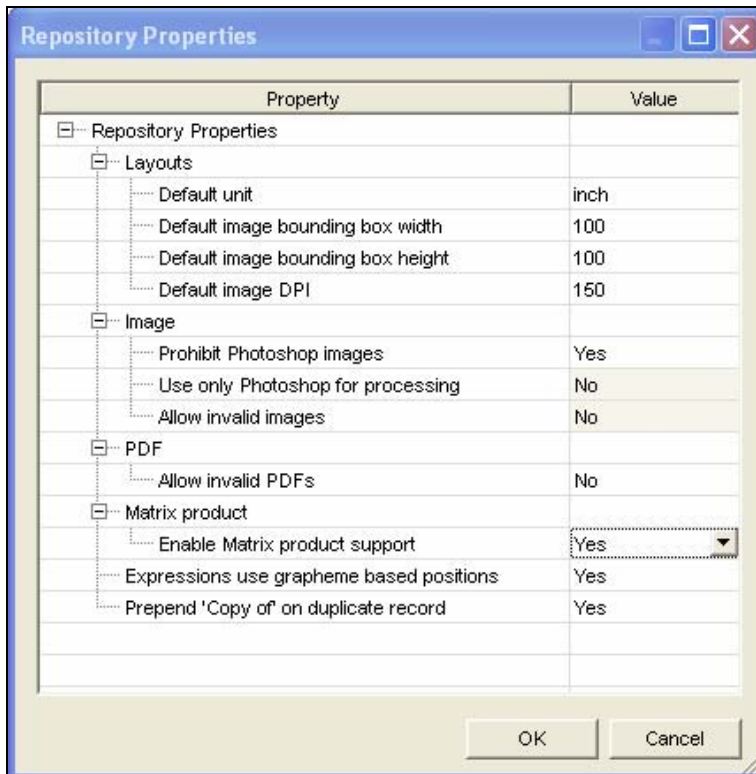 Repository Properties
Property Value
Repository Properties
Layouts
Default unit inch
Default image bounding box width 100
Default image bounding box height 100
Default image DPI 150
Image
Prohibit Photoshop images Yes
Use only Photoshop for processing No
Allow invalid images No
PDF
Allow invalid PDFs No
Matrix product
Enable Matrix product support Yes
Expressions use grapheme based positions Yes
Prepend 'Copy of' on duplicate record Yes
OK Cancel